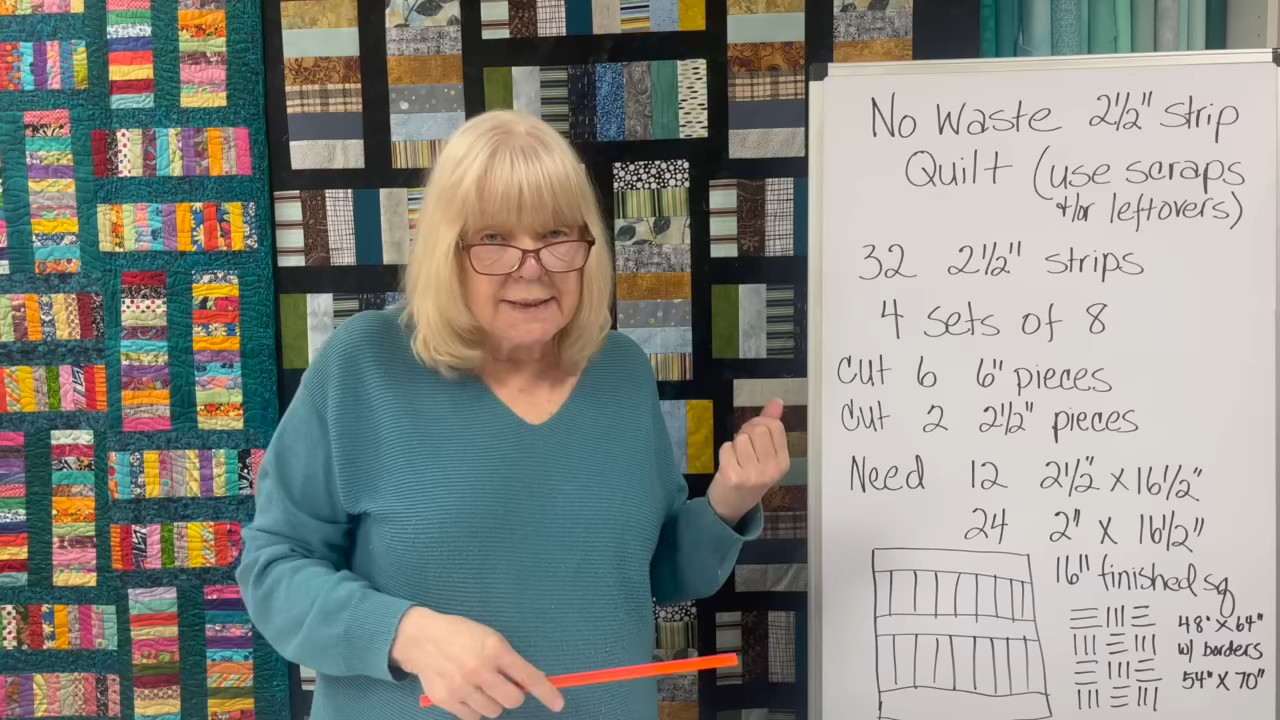 No Waste 2½" strip
Quilt (use scraps
+/or leftovers)
32 2½" strips
4 sets of 8
Cut 6 6" pieces
Cut 2 2½" pieces
Need 12 2½" X 16½"
24 2" X 16½"
16" finished sq
48" X 64"
w/ borders
54" X 70"